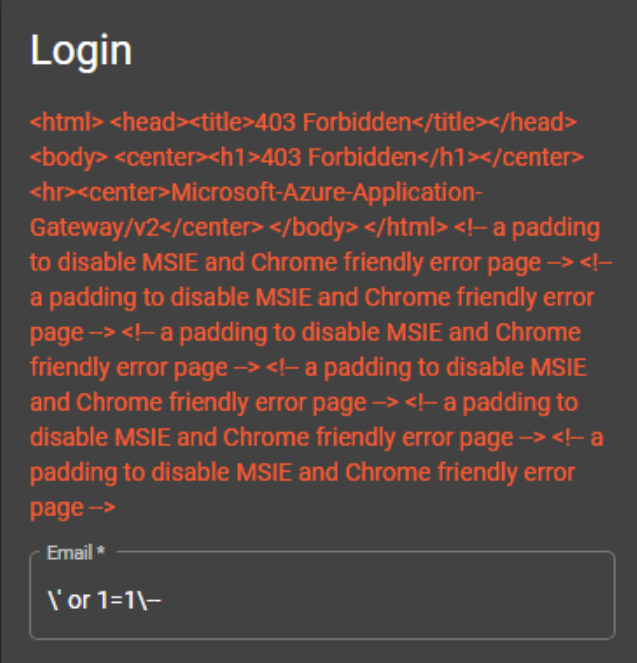 Login
<html> <head><title>403 Forbidden</title></head>
<body> <center><h1>403 Forbidden</h1></center>
<hr><center>Microsoft-Azure-Application-
Gateway/v2</center> </body> </html> <!-- a padding
to disable MSIE and Chrome friendly error page --> <!--
a padding to disable MSIE and Chrome friendly error
page --> <!-- a padding to disable MSIE and Chrome
friendly error page --> <!-- a padding to disable MSIE
and Chrome friendly error page --> <!-- a padding to
disable MSIE and Chrome friendly error page --> <!-- a
padding to disable MSIE and Chrome friendly error
page -->
Email *
\' or 1=1\--